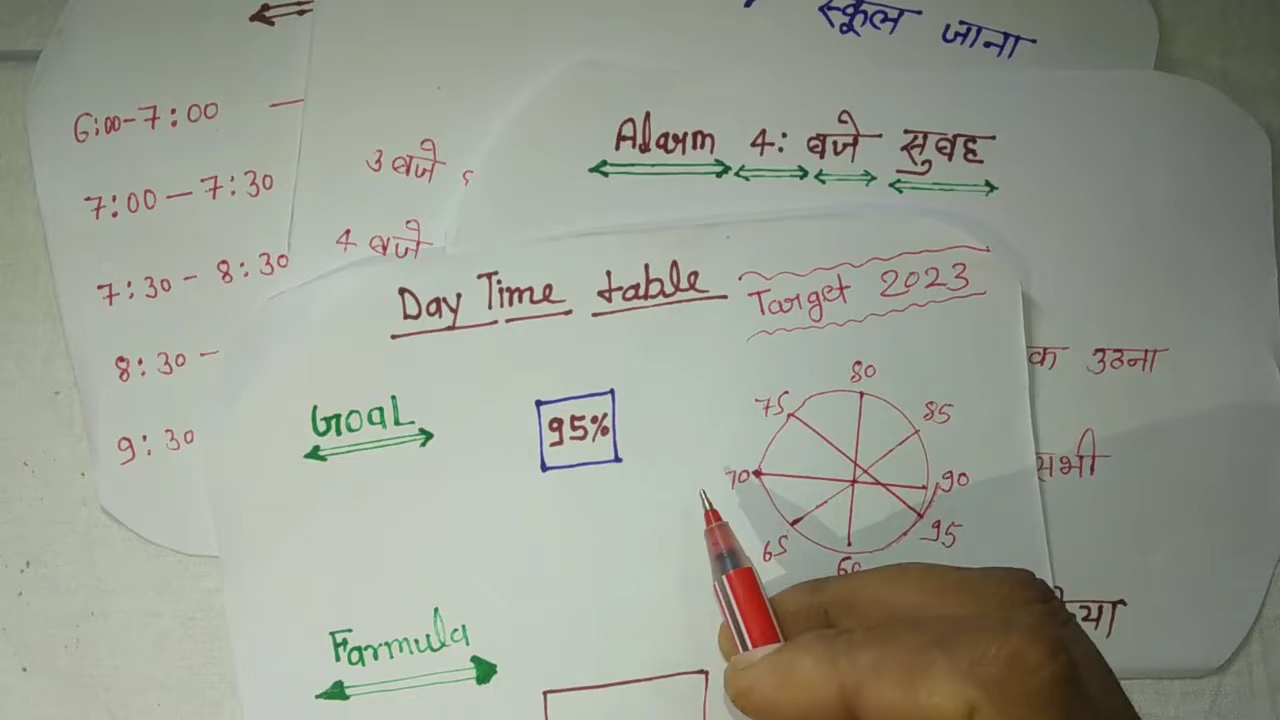 स्कूल जाना
6:00-7:00 —
7:00 - 7:30
7:30 - 8:30
8:30 -
9:30
3 बजे
4 बजे
Alarm 4: बजे सुबह
Day Time table
Target 2023
GOAL
95%
80
75
85
70
90
65
95
60
Farmula
क उठना
सभी